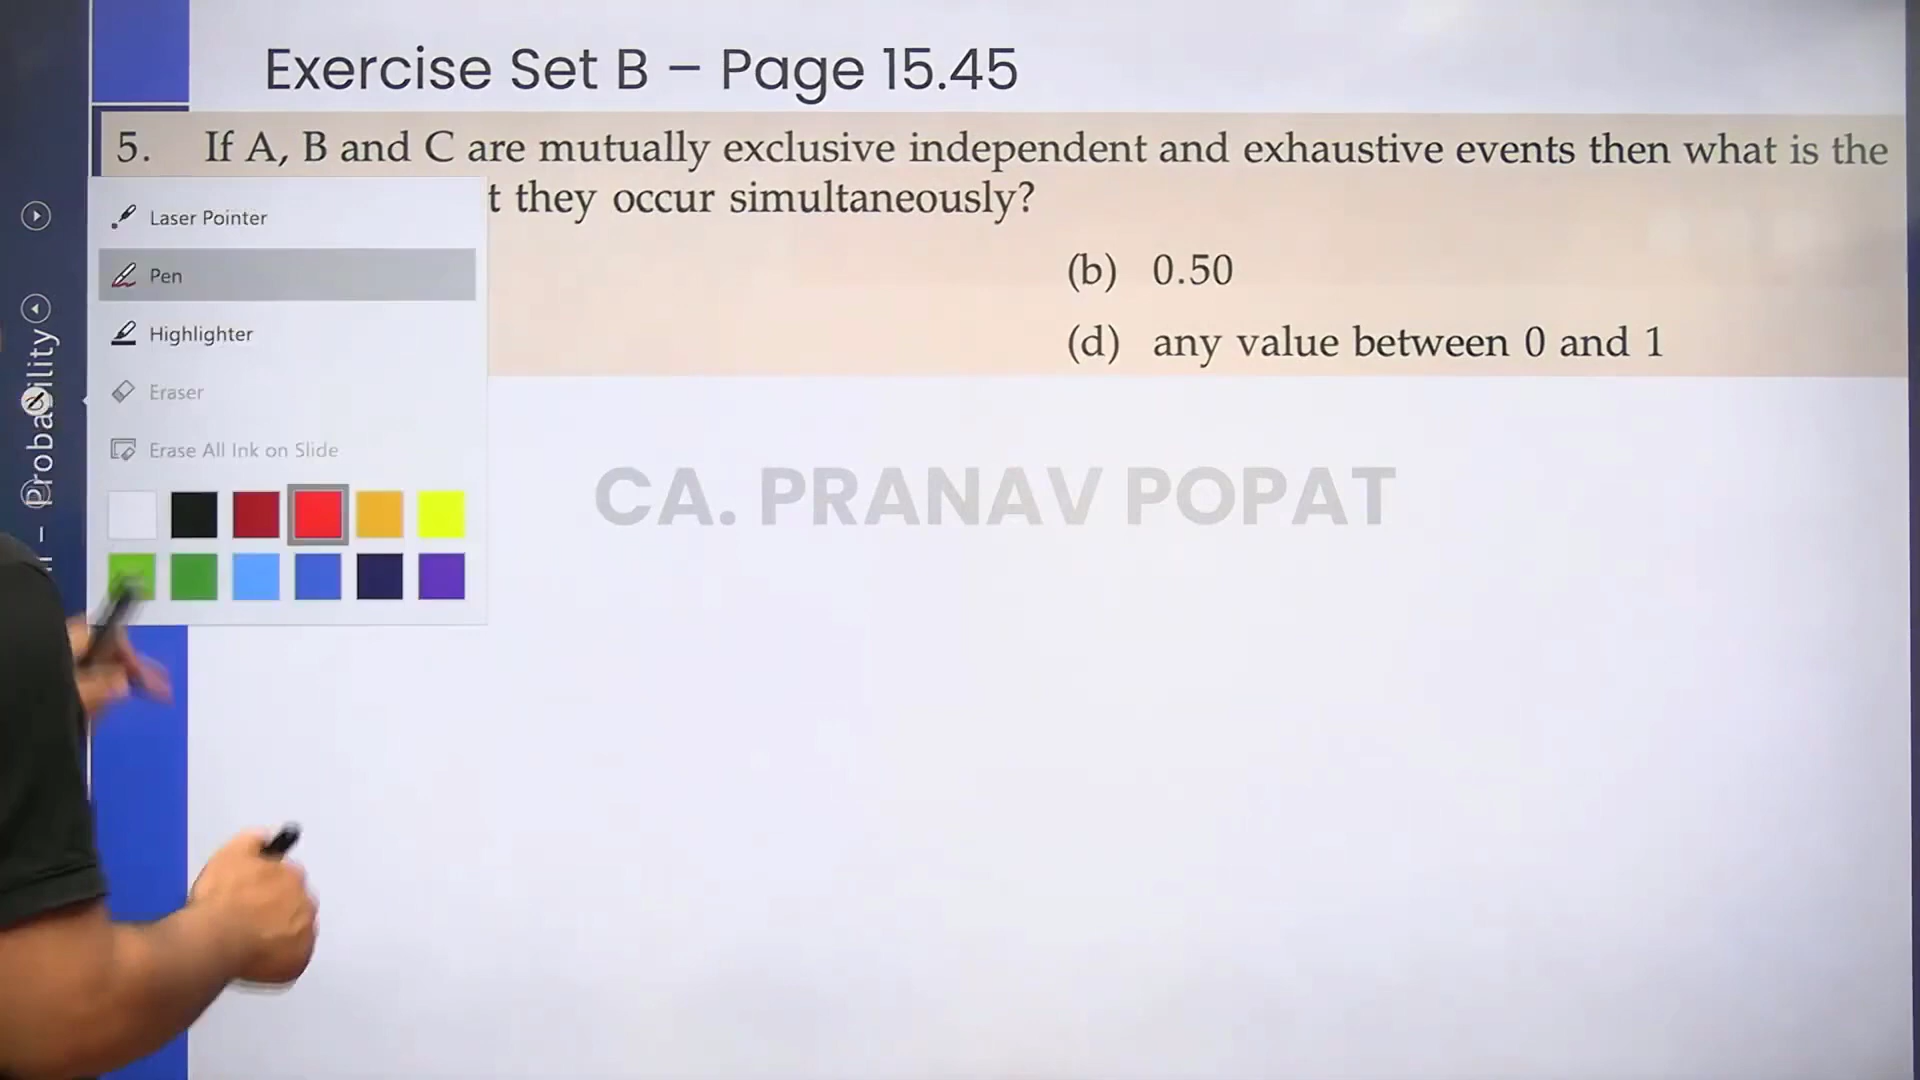 Exercise Set B – Page 15.45
5. If A, B and C are mutually exclusive independent and exhaustive events then what is the
t they occur simultaneously?
(b) 0.50
(d) any value between 0 and 1
Laser Pointer
Pen
Highlighter
Eraser
Erase All Ink on Slide
– Probability
CA. PRANAV POPAT